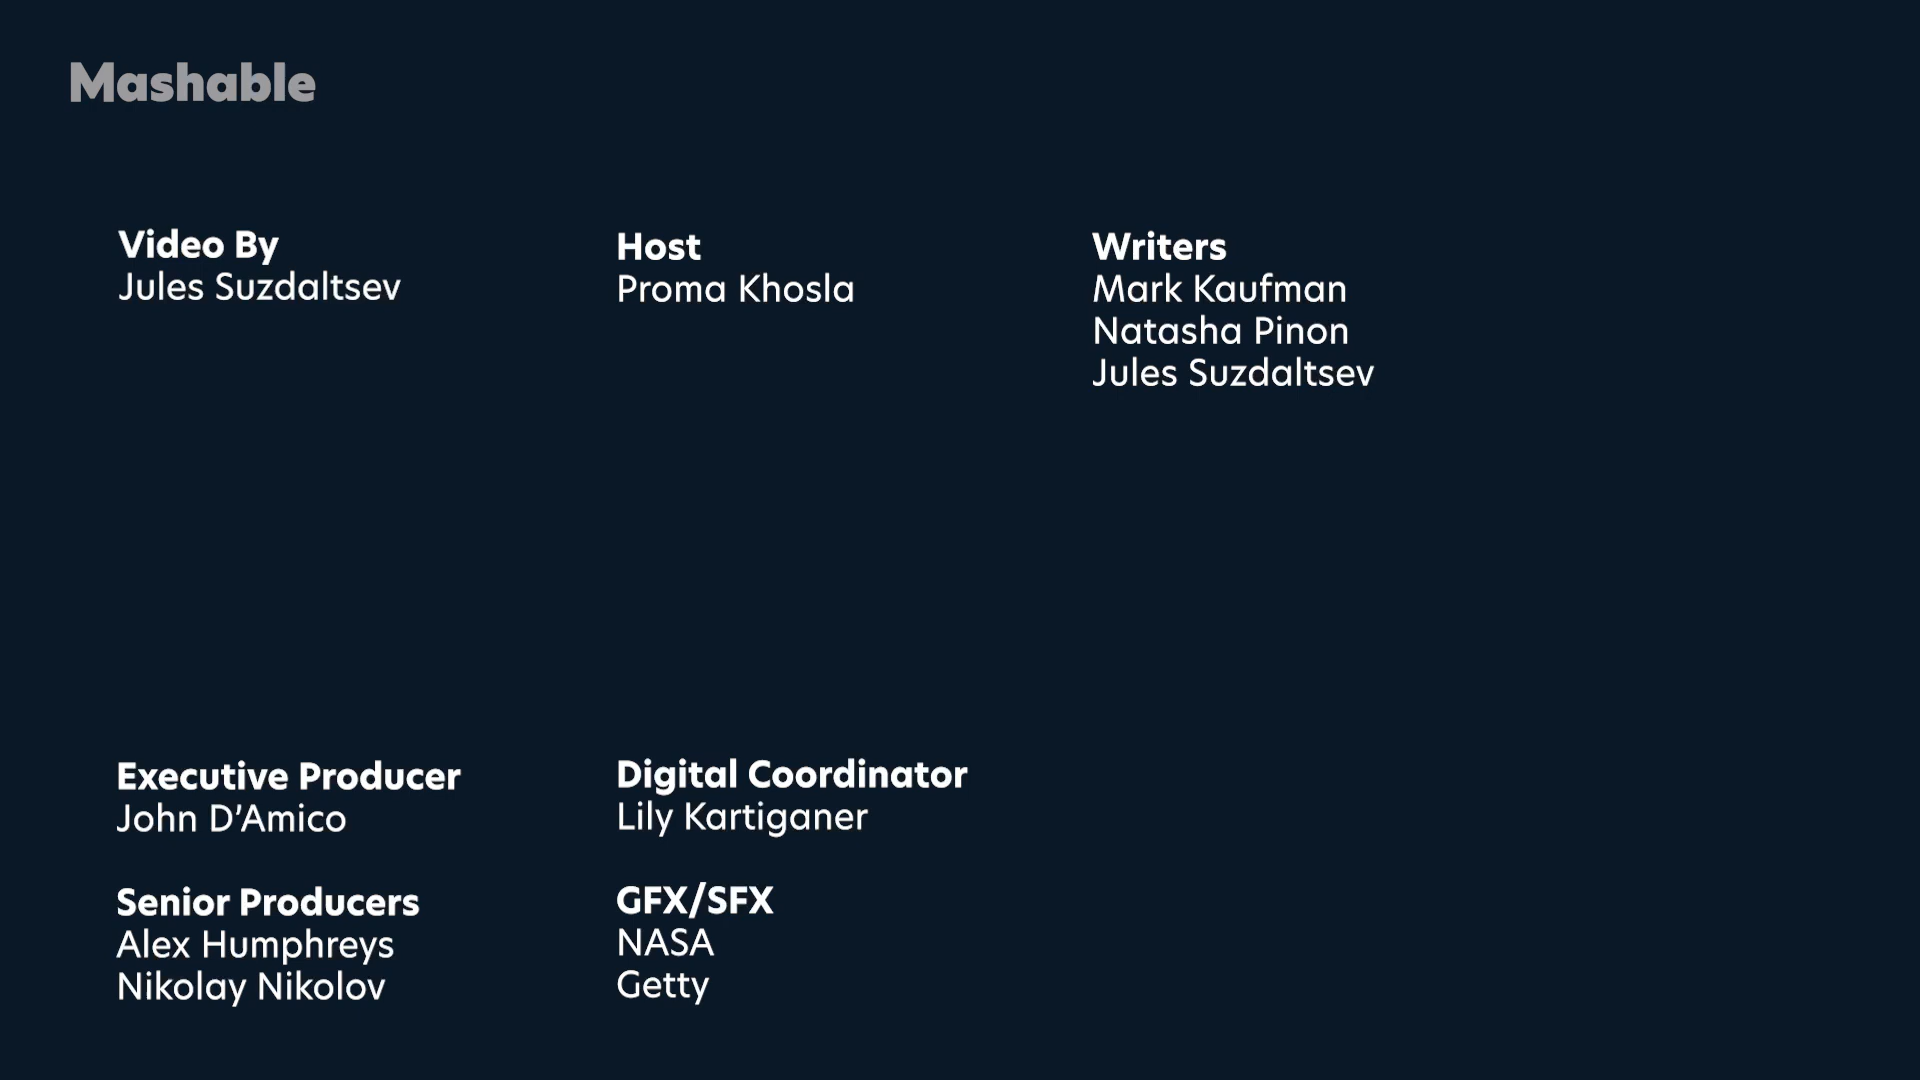 Mashable
Video By
Jules Suzdaltsev
Host
Proma Khosla
Writers
Mark Kaufman
Natasha Pinon
Jules Suzdaltsev
Executive Producer
John D’Amico
Senior Producers
Alex Humphreys
Nikolay Nikolov
Digital Coordinator
Lily Kartiganer
GFX/SFX
NASA
Getty